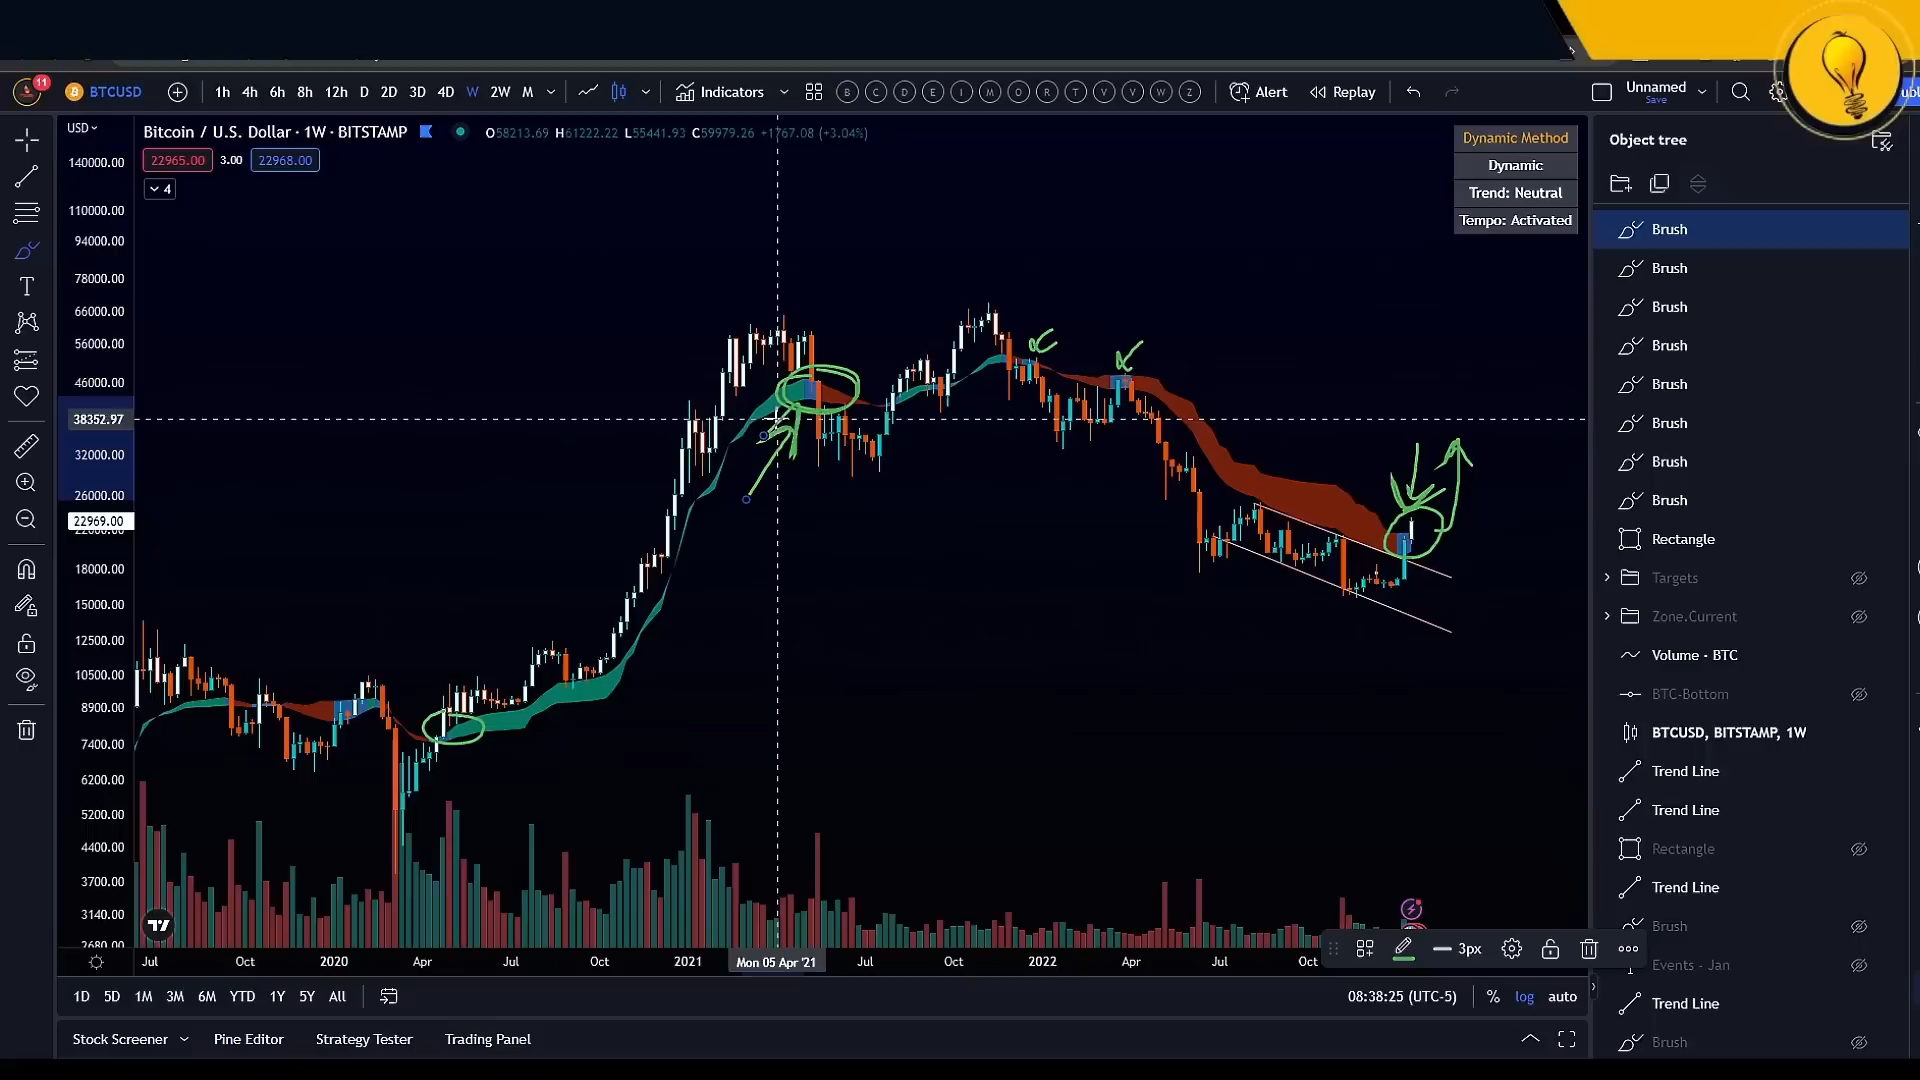 11
BTCUSD
1h 4h 6h 8h 12h D 2D 3D 4D W 2W M
Indicators
B C D E I M O R T V V W Z
Alert
Replay
Unnamed
Save
USD
Bitcoin / U.S. Dollar · 1W · BITSTAMP
O58213.69 H61222.22 L55441.93 C59979.26 +1767.08 (+3.04%)
22965.00 3.00 22968.00
4
Dynamic Method
Dynamic
Trend: Neutral
Tempo: Activated
140000.00
110000.00
94000.00
78000.00
66000.00
56000.00
46000.00
38352.97
32000.00
26000.00
22969.00
18000.00
15000.00
12500.00
10500.00
8900.00
7400.00
6200.00
5200.00
4400.00
3700.00
3140.00
2680.00
Jul Oct 2020 Apr Jul Oct 2021 Mon 05 Apr '21 Jul Oct 2022 Apr Jul Oct
3px
1D 5D 1M 3M 6M YTD 1Y 5Y All
08:38:25 (UTC-5) % log auto
Stock Screener Pine Editor Strategy Tester Trading Panel
Object tree
Brush
Brush
Brush
Brush
Brush
Brush
Brush
Brush
Rectangle
Targets
Zone.Current
Volume - BTC
BTC-Bottom
BTCUSD, BITSTAMP, 1W
Trend Line
Trend Line
Rectangle
Trend Line
Brush
Events - Jan
Trend Line
Brush